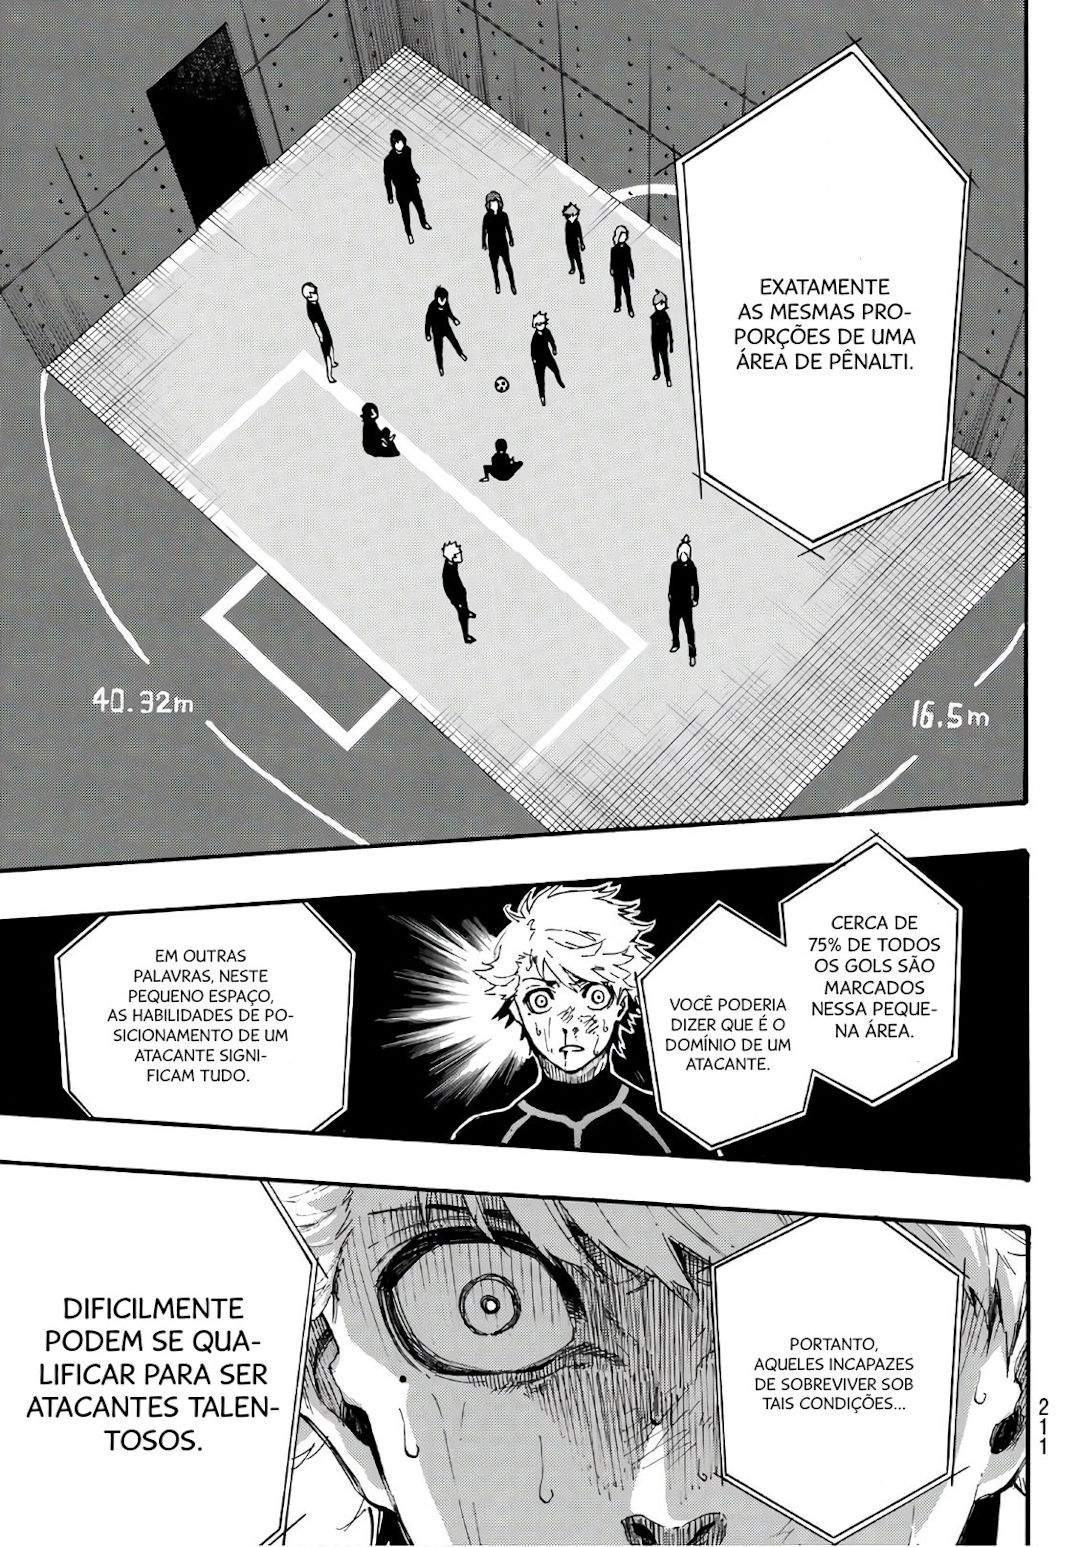 EXATAMENTE
AS MESMAS PRO-
PORÇÕES DE UMA
ÁREA DE PÊNALTI.
40.32m
16.5m
CERCA DE
75% DE TODOS
OS GOLS SÃO
MARCADOS
NESSA PEQUE-
NA ÁREA.
VOCÊ PODERIA
DIZER QUE É O
DOMÍNIO DE UM
ATACANTE.
EM OUTRAS
PALAVRAS, NESTE
PEQUENO ESPAÇO,
AS HABILIDADES DE PO-
SICIONAMENTO DE UM
ATACANTE SIGNI-
FICAM TUDO.
PORTANTO,
AQUELES INCAPAZES
DE SOBREVIVER SOB
TAIS CONDIÇÕES...
DIFICILMENTE
PODEM SE QUA-
LIFICAR PARA SER
ATACANTES TALEN-
TOSOS.
211